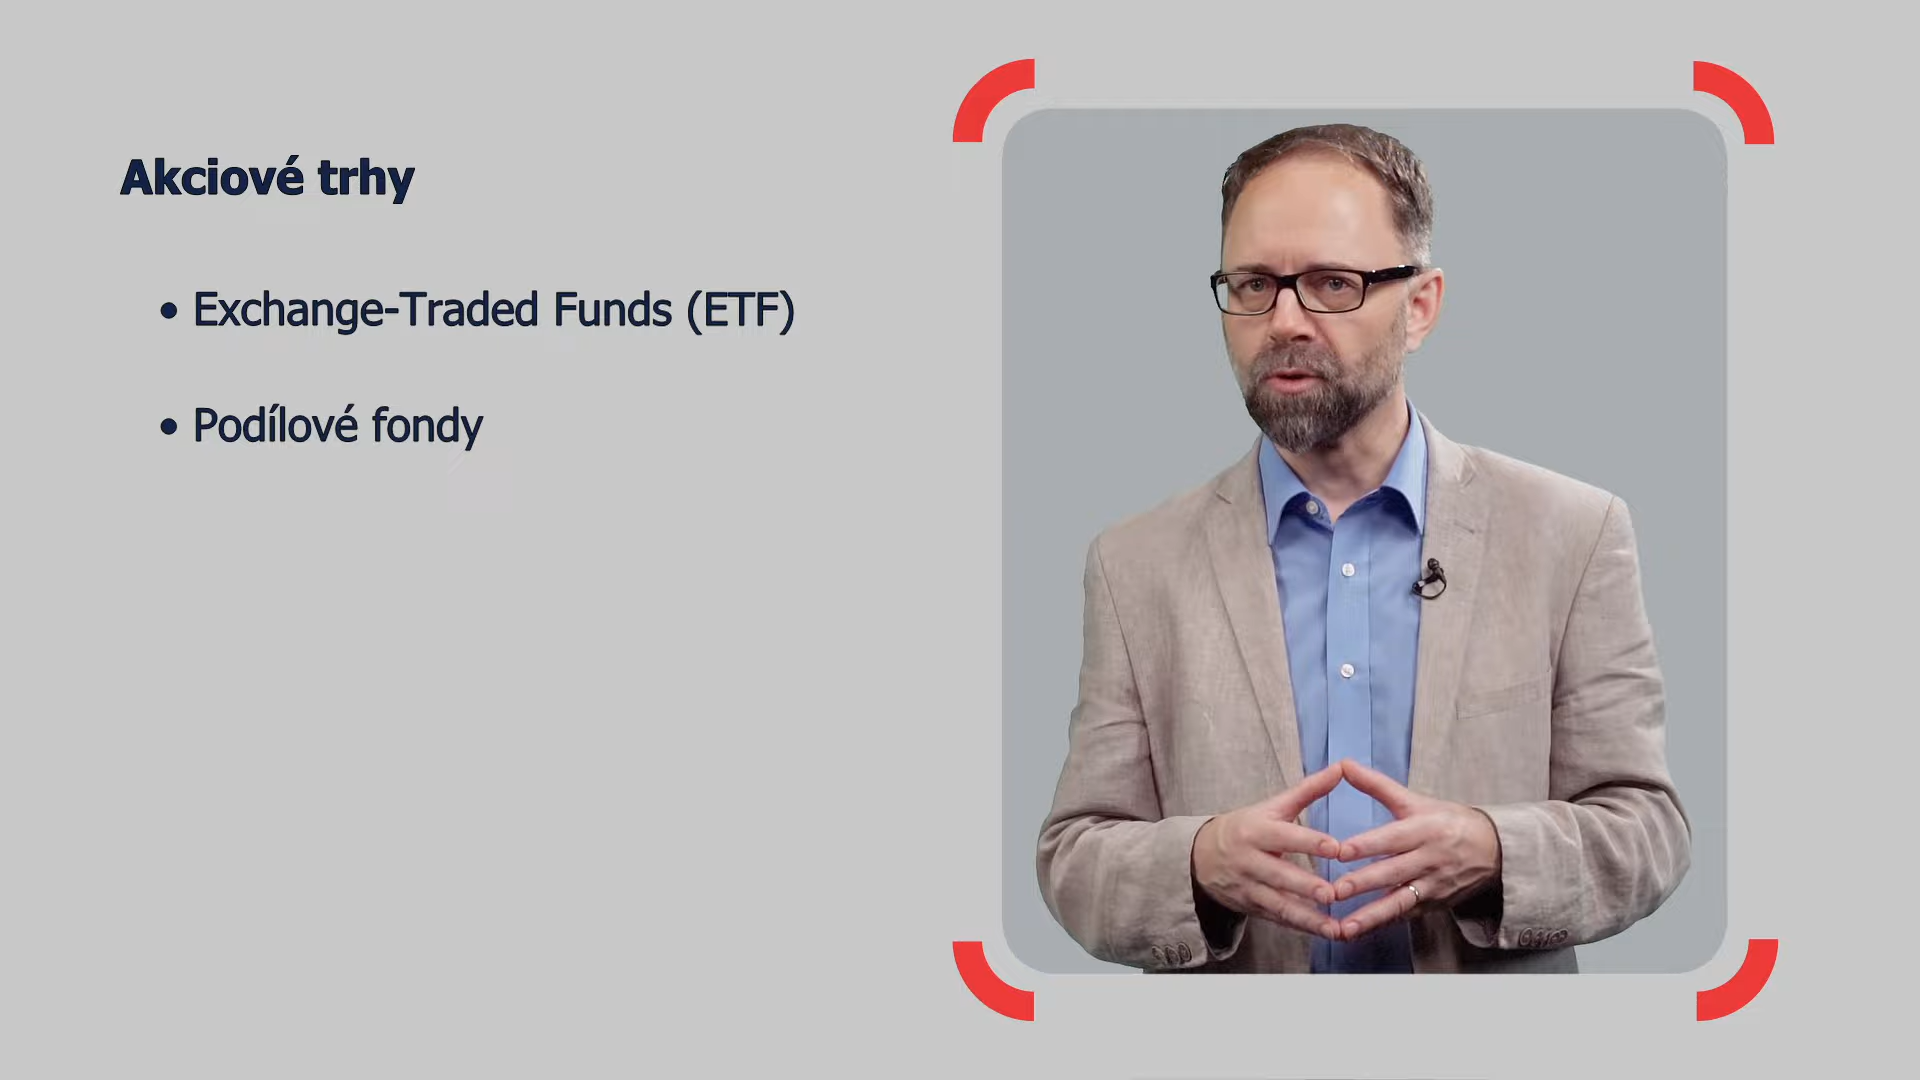 Akciové trhy
• Exchange-Traded Funds (ETF)
• Podílové fondy